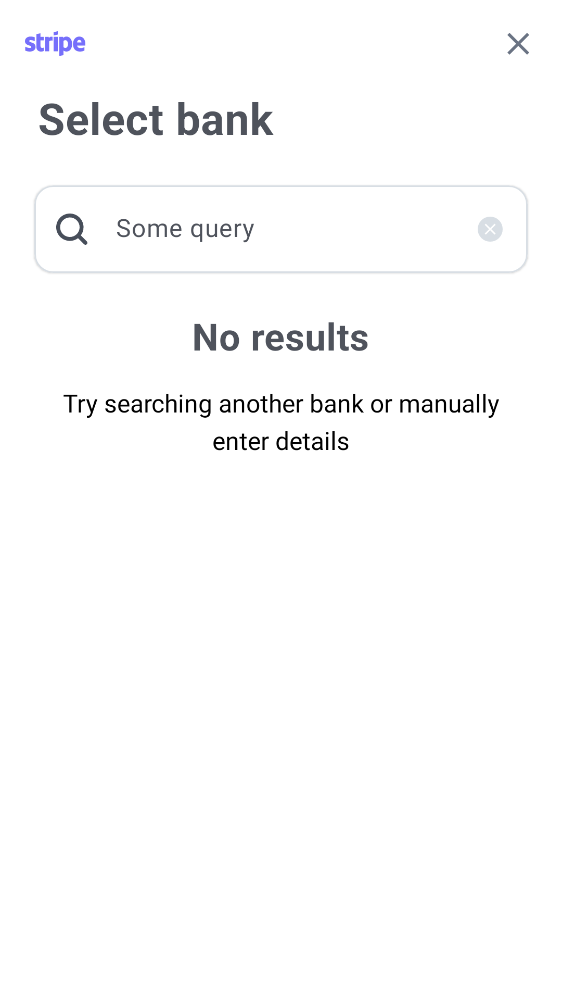 stripe
Select bank
Some query
No results
Try searching another bank or manually
enter details